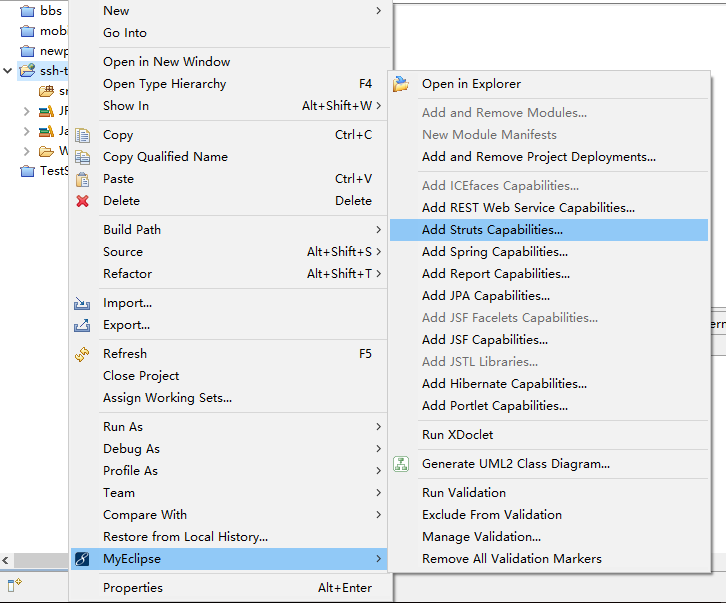 bbs
mobi
newp
ssh-t
sr
JF
Ja
W
TestS
New
Go Into
Open in New Window
Open Type Hierarchy F4
Show In Alt+Shift+W
Copy Ctrl+C
Copy Qualified Name
Paste Ctrl+V
Delete Delete
Build Path
Source Alt+Shift+S
Refactor Alt+Shift+T
Import...
Export...
Refresh F5
Close Project
Assign Working Sets...
Run As
Debug As
Profile As
Team
Compare With
Restore from Local History...
MyEclipse
Properties Alt+Enter
Open in Explorer
Add and Remove Modules...
New Module Manifests
Add and Remove Project Deployments...
Add ICEfaces Capabilities...
Add REST Web Service Capabilities...
Add Struts Capabilities...
Add Spring Capabilities...
Add Report Capabilities...
Add JPA Capabilities...
Add JSF Facelets Capabilities...
Add JSF Capabilities...
Add JSTL Libraries...
Add Hibernate Capabilities...
Add Portlet Capabilities...
Run XDoclet
Generate UML2 Class Diagram...
Run Validation
Exclude From Validation
Manage Validation...
Remove All Validation Markers
ern